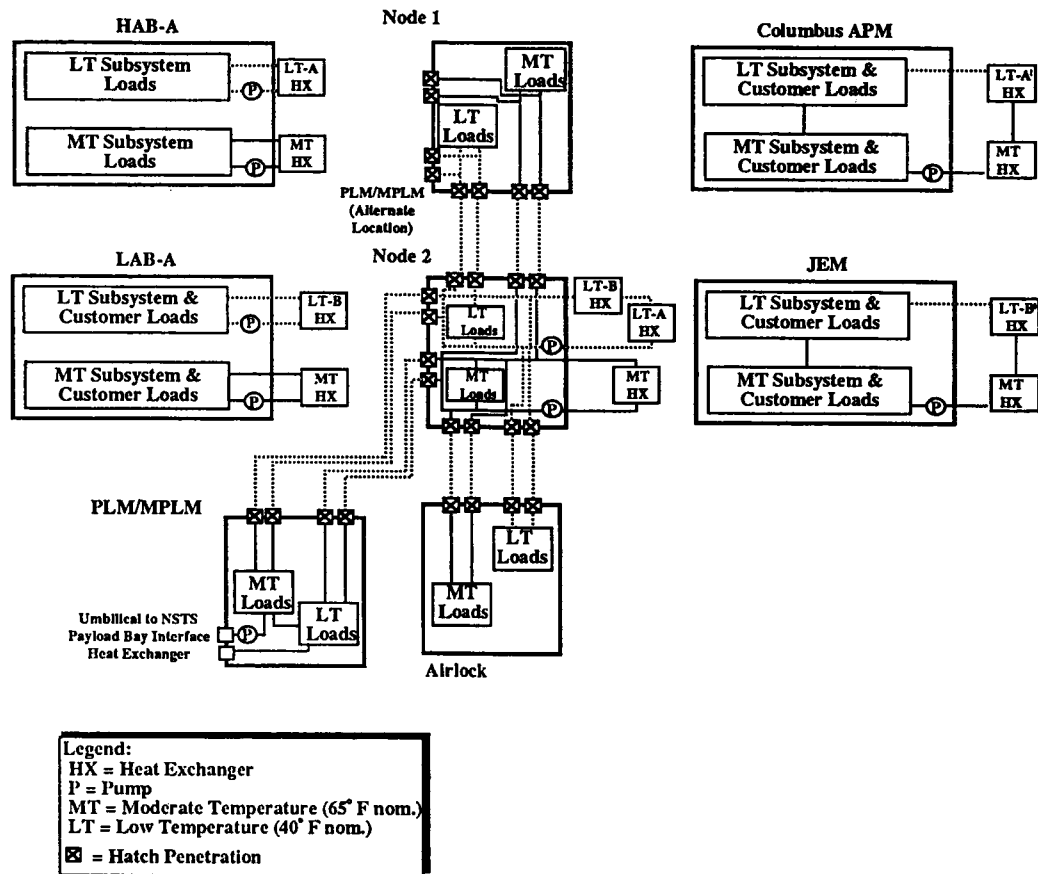 HAB-A
LT Subsystem
Loads
LT-A
HX
P
MT Subsystem
Loads
MT
HX
P
Node 1
MT
Loads
LT
Loads
PLM/MPLM
(Alternate
Location)
Columbus APM
LT Subsystem &
Customer Loads
LT-A
HX
MT Subsystem &
Customer Loads
P
MT
HX
LAB-A
LT Subsystem &
Customer Loads
LT-B
HX
P
MT Subsystem &
Customer Loads
MT
HX
P
Node 2
LT
Loads
LT-B
HX
LT-A
HX
P
MT
Loads
MT
HX
P
JEM
LT Subsystem &
Customer Loads
LT-B
HX
MT Subsystem &
Customer Loads
P
MT
HX
PLM/MPLM
MT
Loads
LT
Loads
Umbilical to NSTS
Payload Bay Interface
Heat Exchanger
P
LT
Loads
MT
Loads
Airlock
Legend:
HX = Heat Exchanger
P = Pump
MT = Moderate Temperature (65° F nom.)
LT = Low Temperature (40° F nom.)
= Hatch Penetration